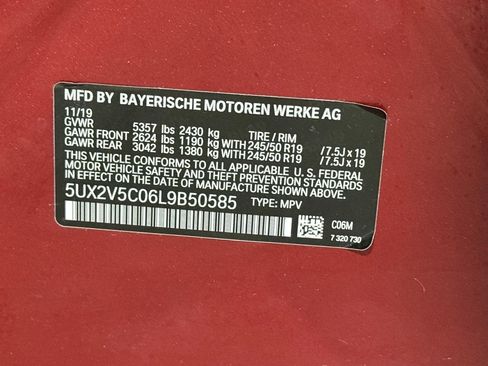 MFD BY BAYERISCHE MOTOREN WERKE AG
11/19
GVWR 5357 lbs 2430 kg TIRE / RIM
GAWR FRONT 2624 lbs 1190 kg WITH 245/50 R19 / 7.5J x 19
GAWR REAR 3042 lbs 1380 kg WITH 245/50 R19 / 7.5J x 19
THIS VEHICLE CONFORMS TO ALL APPLICABLE U. S. FEDERAL
MOTOR VEHICLE SAFETY, BUMPER, AND THEFT PREVENTION
STANDARDS IN EFFECT ON THE DATE OF MANUFACTURE SHOWN ABOVE.
5UX2V5C06L9B50585 TYPE: MPV
C06M
7 320 730